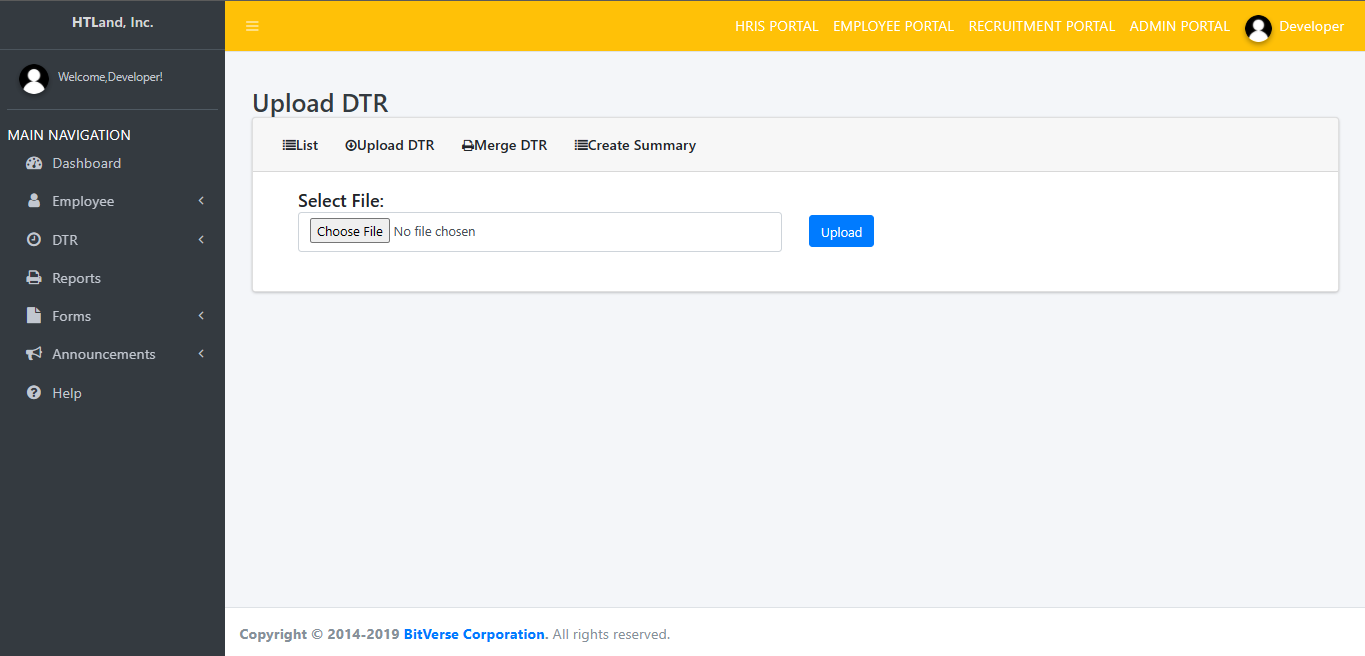 HTLand, Inc.
HRIS PORTAL EMPLOYEE PORTAL RECRUITMENT PORTAL ADMIN PORTAL Developer
Welcome,Developer!
MAIN NAVIGATION
Dashboard
Employee
DTR
Reports
Forms
Announcements
Help
Upload DTR
List Upload DTR Merge DTR Create Summary
Select File:
Choose File No file chosen Upload
Copyright © 2014-2019 BitVerse Corporation. All rights reserved.